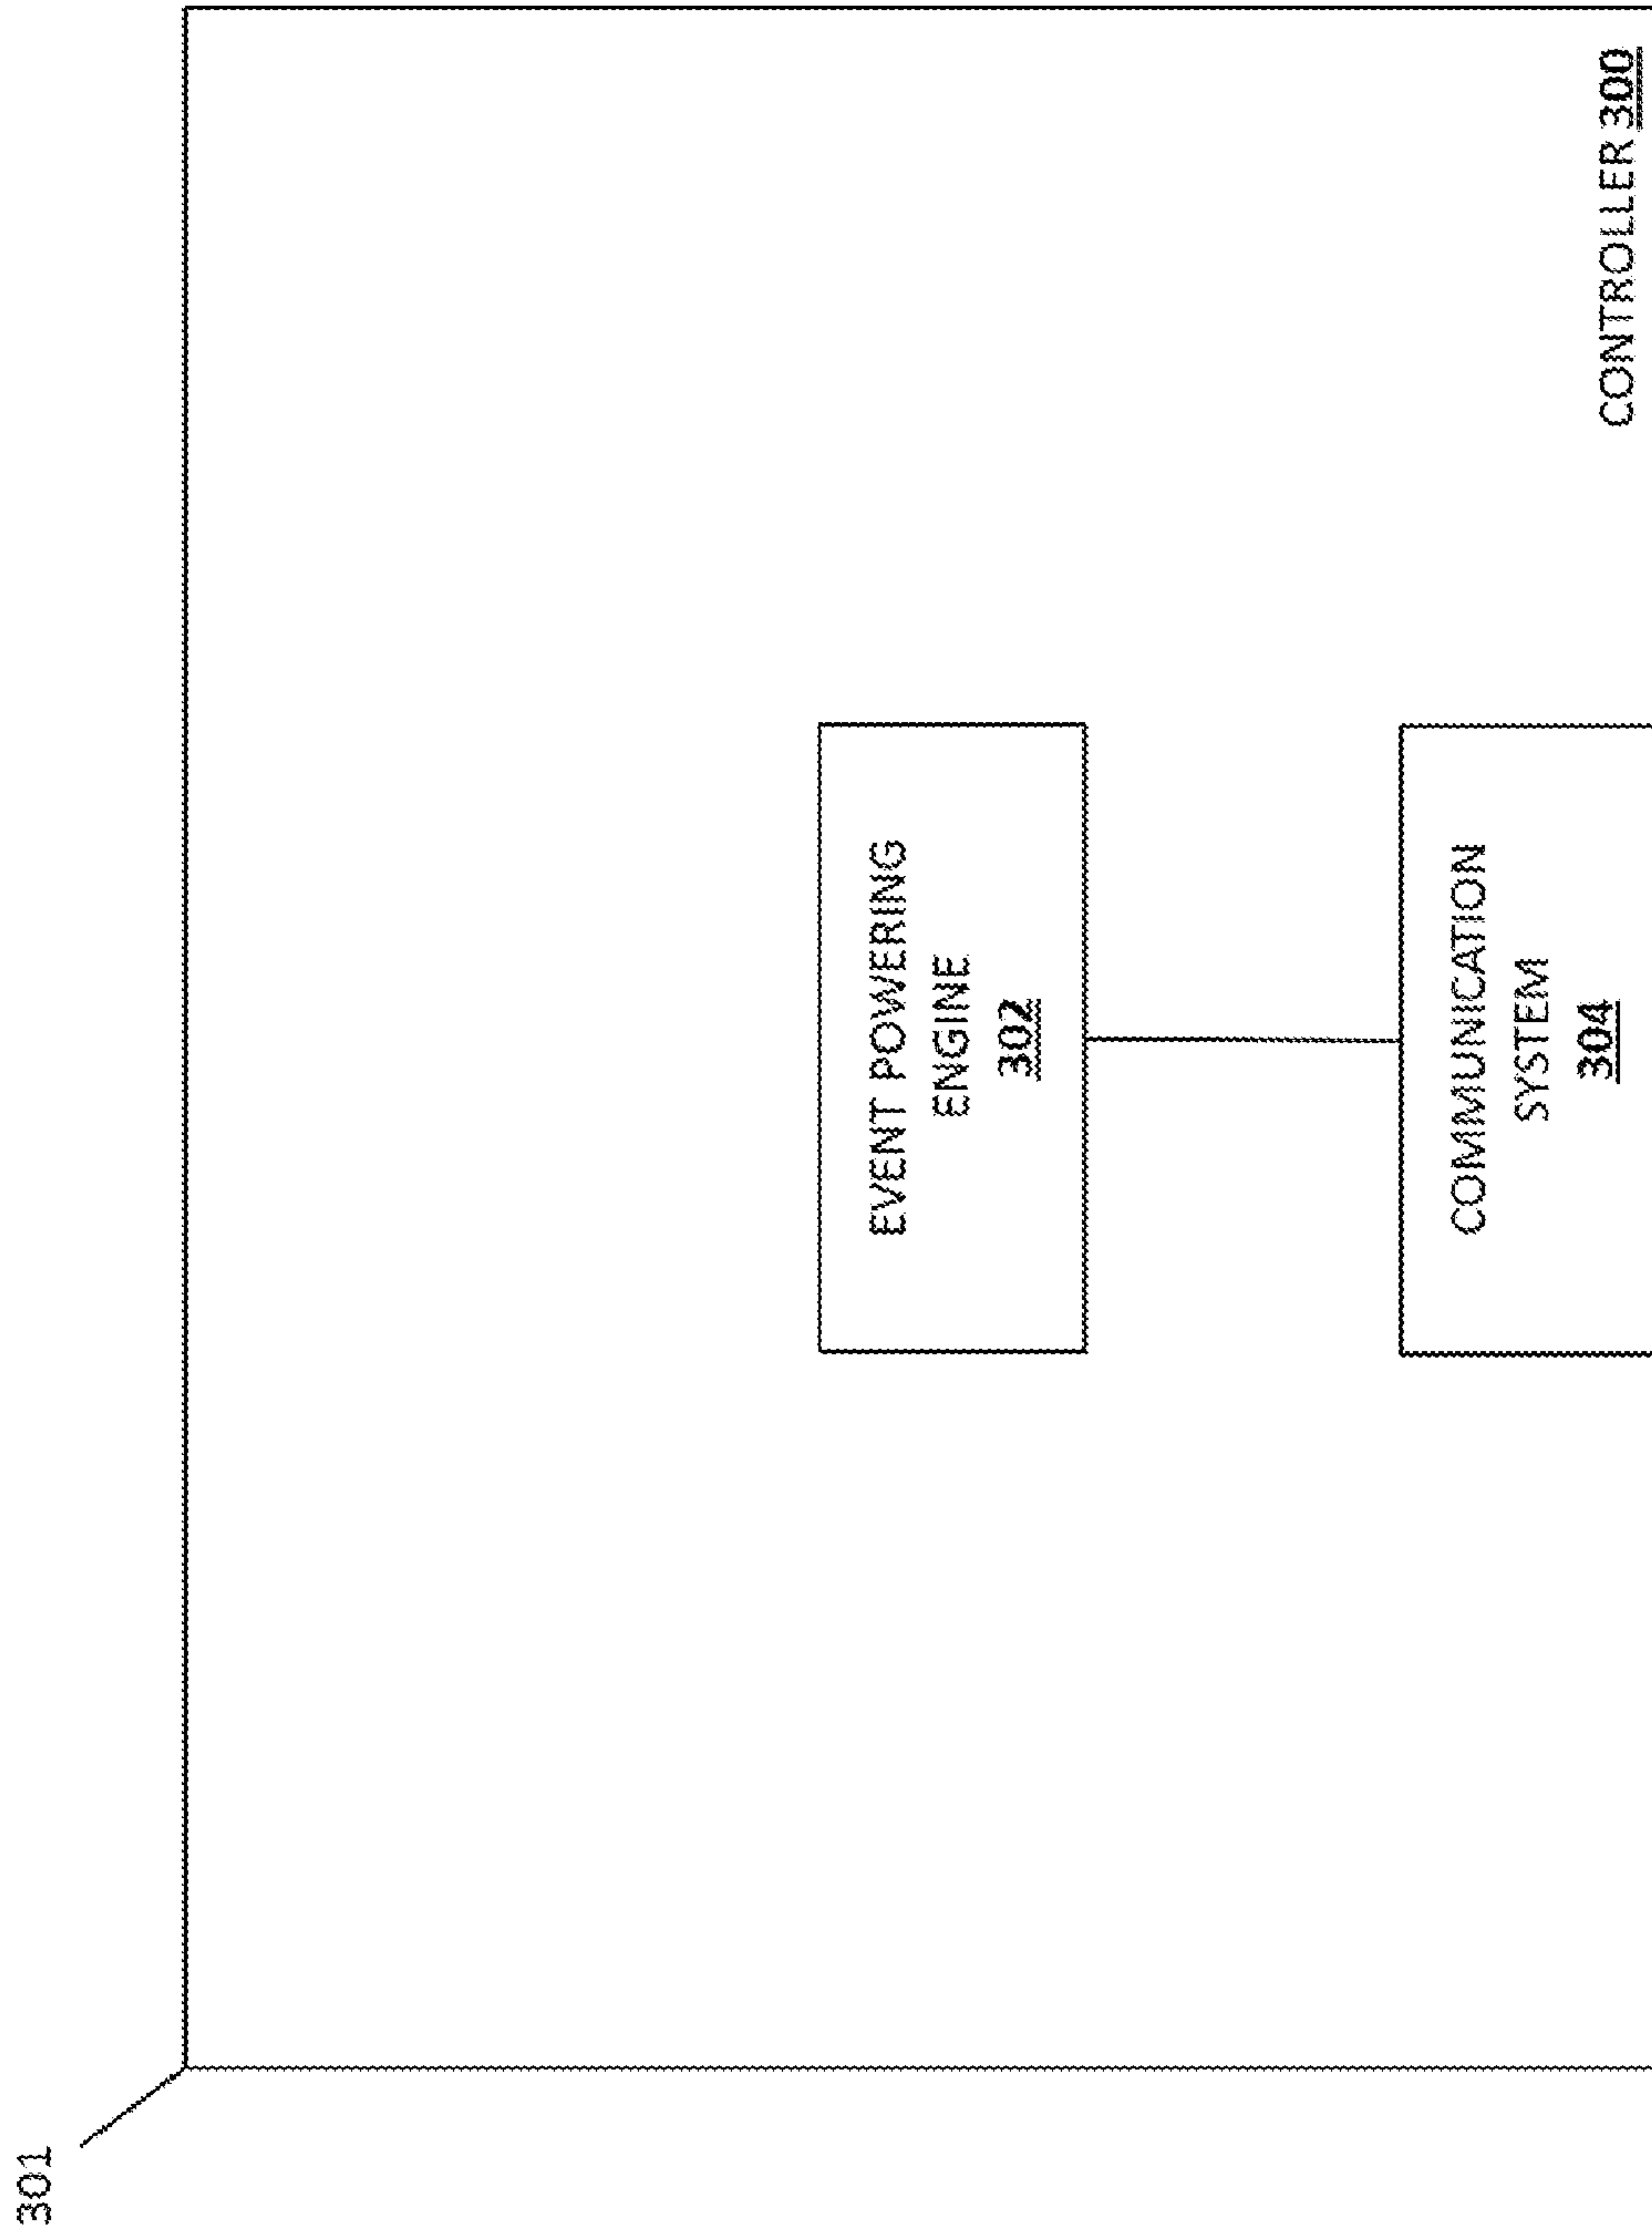 301
EVENT POWERING
ENGINE
302
COMMUNICATION
SYSTEM
304
CONTROLLER 300